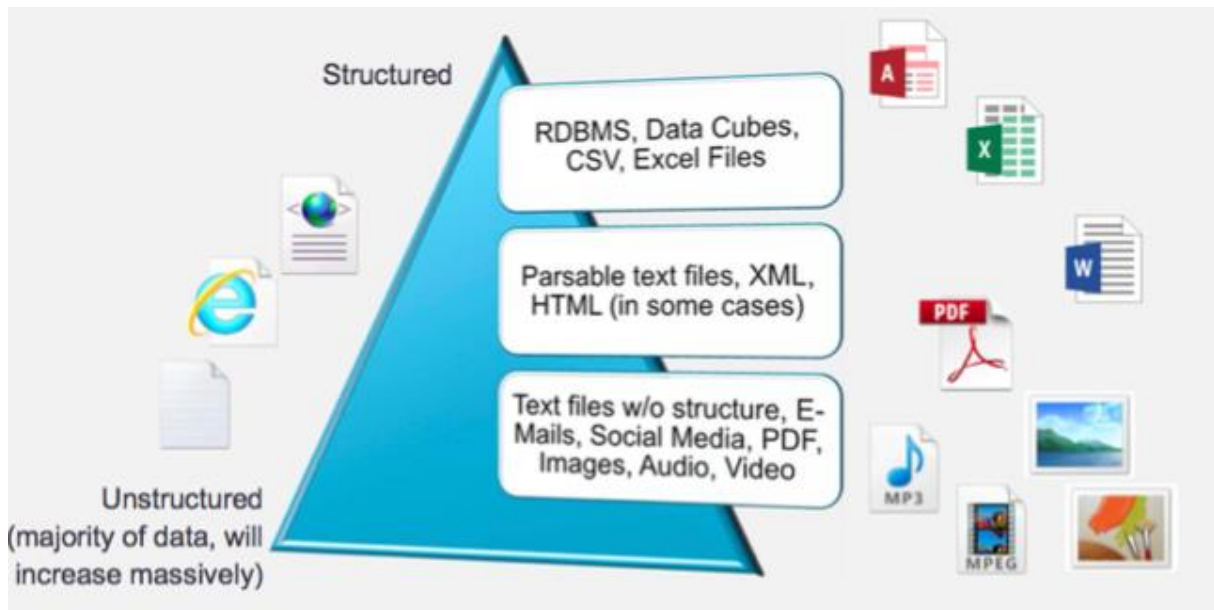 Structured
RDBMS, Data Cubes,
CSV, Excel Files
Parsable text files, XML,
HTML (in some cases)
Text files w/o structure, E-
Mails, Social Media, PDF,
Images, Audio, Video
Unstructured
(majority of data, will
increase massively)
A
X
W
PDF
MP3
MPEG